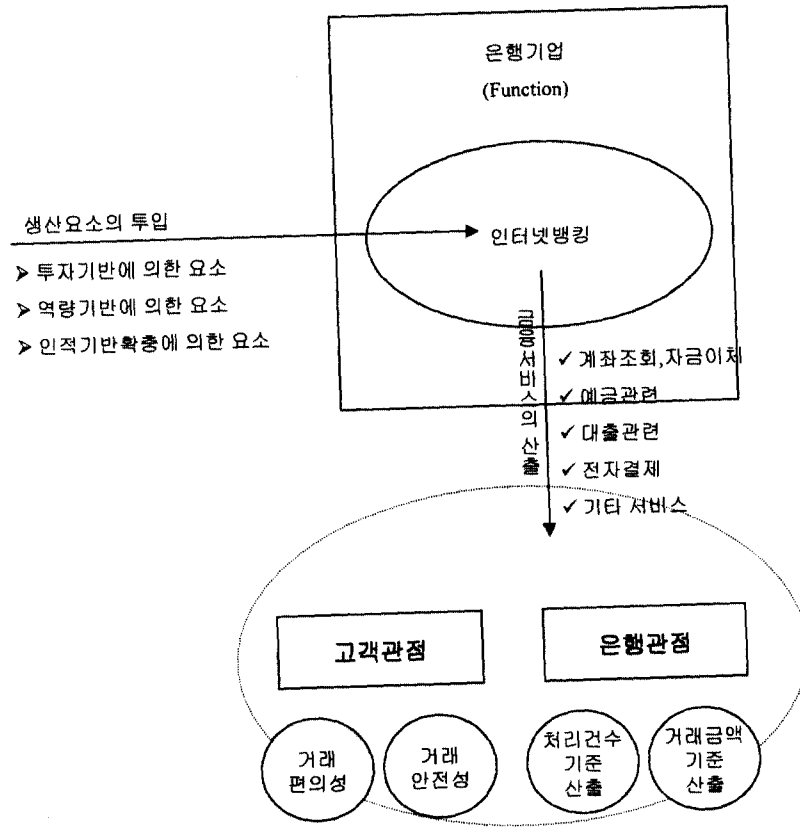 은행기업
(Function)
생산요소의 투입
인터넷뱅킹
➢ 투자기반에 의한 요소
➢ 역량기반에 의한 요소
➢ 인적기반확충에 의한 요소
금융서비스의 산출
✓ 계좌조회,자금이체
✓ 예금관련
✓ 대출관련
✓ 전자결제
✓ 기타 서비스
고객관점
은행관점
거래
편의성
거래
안전성
처리건수
기준
산출
거래금액
기준
산출